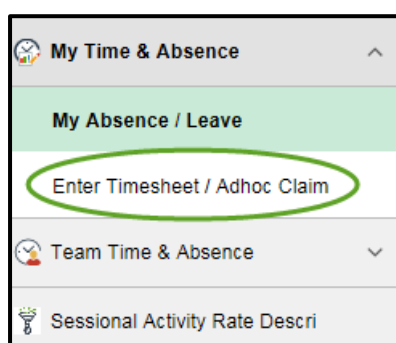 My Time & Absence
My Absence / Leave
Enter Timesheet / Adhoc Claim
Team Time & Absence
Sessional Activity Rate Descri